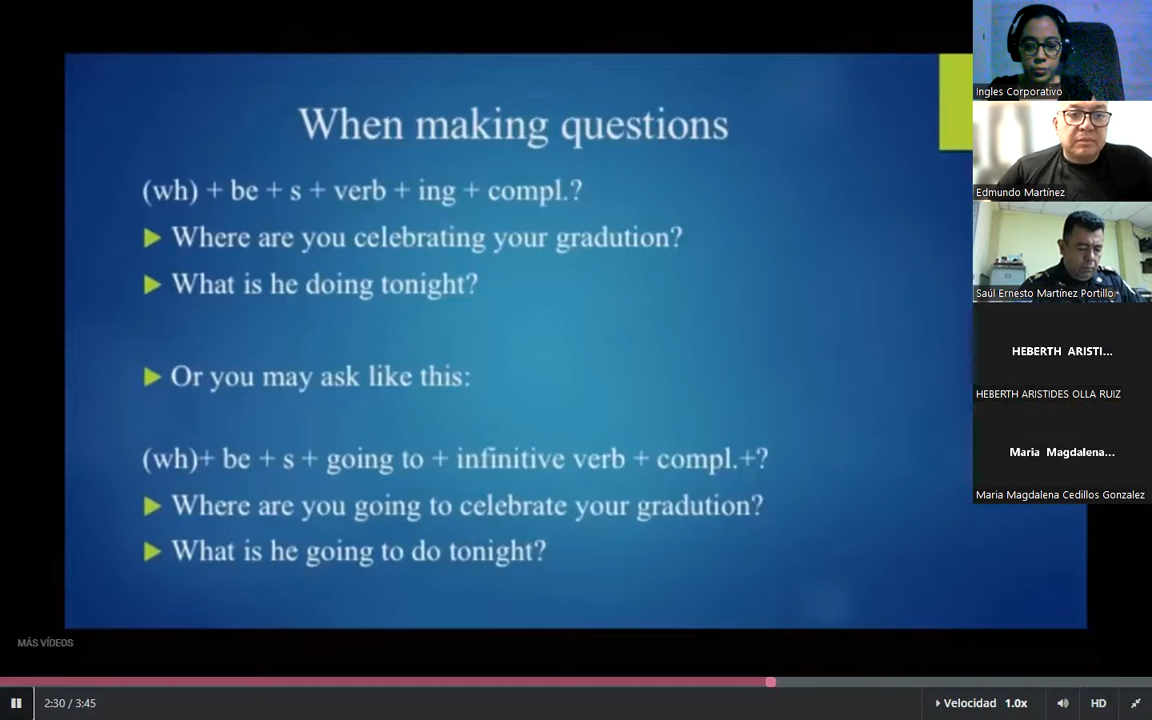 When making questions
(wh) + be + s + verb + ing + compl.?
Where are you celebrating your gradution?
What is he doing tonight?
Or you may ask like this:
(wh)+ be + s + going to + infinitive verb + compl.+?
Where are you going to celebrate your gradution?
What is he going to do tonight?
MÁS VÍDEOS
2:30 / 3:45
Velocidad 1.0x
HD
Ingles Corporativo
Edmundo Martínez
Saúl Ernesto Martínez Portillo
HEBERTH ARISTI...
HEBERTH ARISTIDES OLLA RUIZ
Maria Magdalena...
Maria Magdalena Cedillos Gonzalez